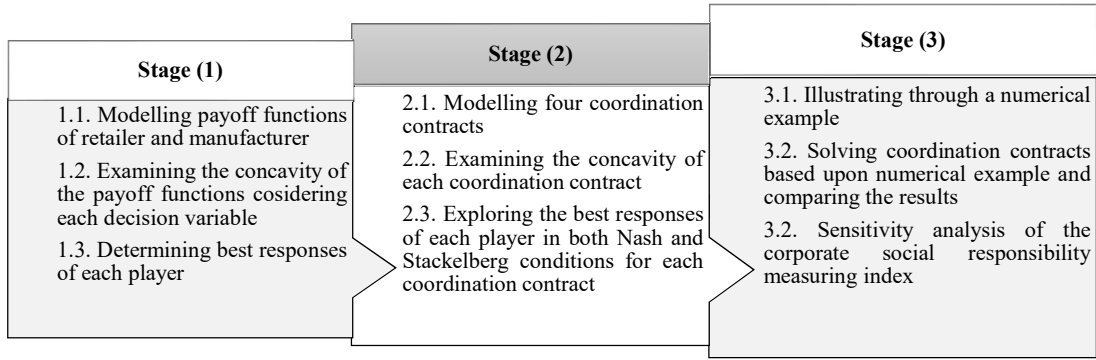 Stage (1)
1.1. Modelling payoff functions
of retailer and manufacturer
1.2. Examining the concavity of
the payoff functions cosidering
each decision variable
1.3. Determining best responses
of each player
Stage (2)
2.1. Modelling four coordination
contracts
2.2. Examining the concavity of
each coordination contract
2.3. Exploring the best responses
of each player in both Nash and
Stackelberg conditions for each
coordination contract
Stage (3)
3.1. Illustrating through a numerical
example
3.2. Solving coordination contracts
based upon numerical example and
comparing the results
3.2. Sensitivity analysis of the
corporate social responsibility
measuring index